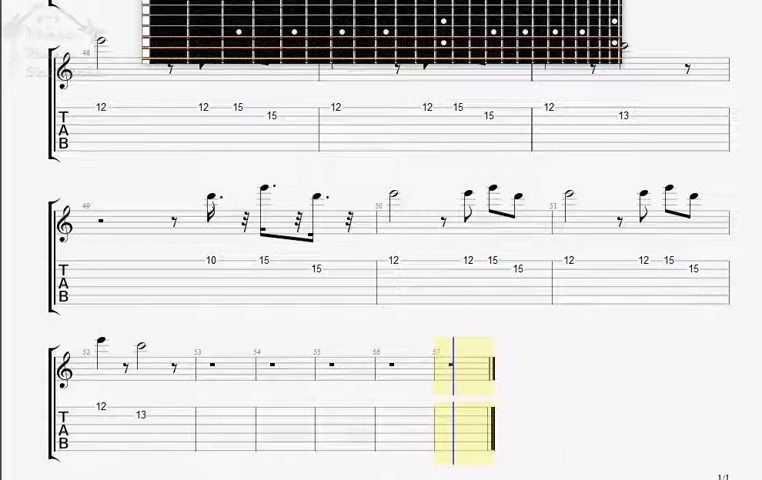 46
12 12 15 15 12 12 15 15 12 13
TAB
49 50 51
10 15 15 12 12 15 15 12 12 15 15
TAB
52 53 54 55 56 57
12 13
TAB
1/1